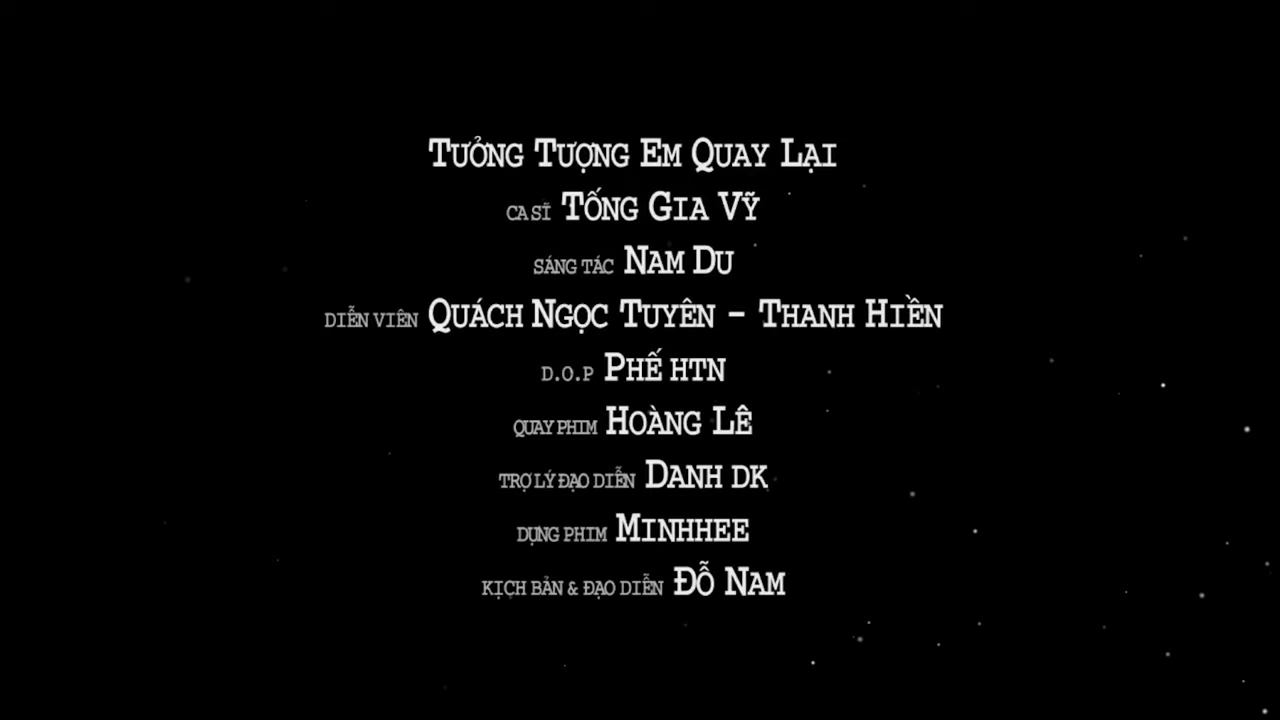 Tưởng Tượng Em Quay Lại
CA SĨ Tống Gia Vỹ
SÁNG TÁC Nam Du
DIỄN VIÊN Quách Ngọc Tuyên - Thanh Hiền
D.O.P Phế HTN
QUAY PHIM Hoàng Lê
TRỢ LÝ ĐẠO DIỄN Danh DK
DỰNG PHIM Minhhee
KỊCH BẢN & ĐẠO DIỄN Đỗ Nam